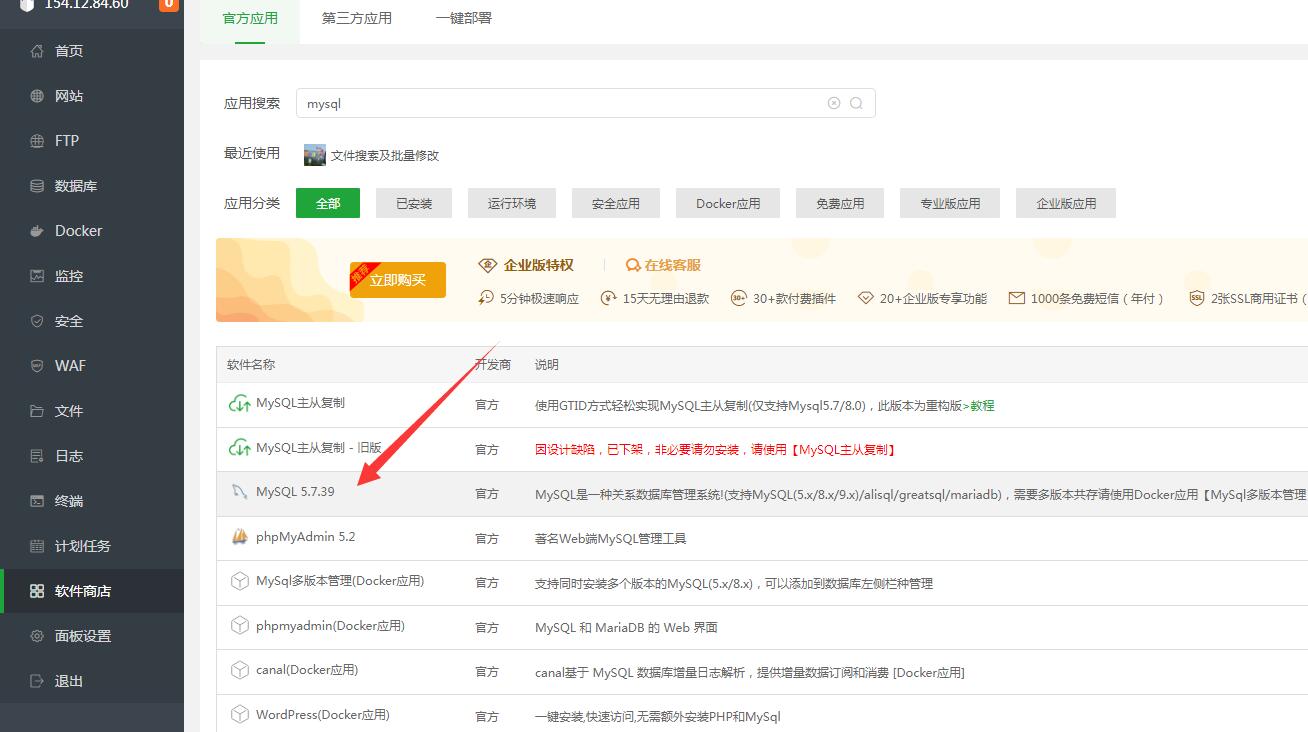 154.12.84.60 0
首页
网站
FTP
数据库
Docker
监控
安全
WAF
文件
日志
终端
计划任务
软件商店
面板设置
退出
官方应用 第三方应用 一键部署
应用搜索 mysql
最近使用 文件搜索及批量修改
应用分类 全部 已安装 运行环境 安全应用 Docker应用 免费应用 专业版应用 企业版应用
推荐 立即购买
企业版特权 在线客服
5分钟极速响应 15天无理由退款 30+ 30+款付费插件 20+企业版专享功能 1000条免费短信（年付） SSL 2张SSL商用证书（
软件名称 开发商 说明
MySQL主从复制 官方 使用GTID方式轻松实现MySQL主从复制(仅支持Mysql5.7/8.0)，此版本为重构版>教程
MySQL主从复制 - 旧版 官方 因设计缺陷，已下架，非必要请勿安装，请使用【MySQL主从复制】
MySQL 5.7.39 官方 MySQL是一种关系数据库管理系统!(支持MySQL(5.x/8.x/9.x)/alisql/greatsql/mariadb)，需要多版本共存请使用Docker应用【MySql多版本管理
phpMyAdmin 5.2 官方 著名Web端MySQL管理工具
MySql多版本管理(Docker应用) 官方 支持同时安装多个版本的MySQL(5.x/8.x)，可以添加到数据库左侧栏种管理
phpmyadmin(Docker应用) 官方 MySQL 和 MariaDB 的 Web 界面
canal(Docker应用) 官方 canal基于 MySQL 数据库增量日志解析，提供增量数据订阅和消费 [Docker应用]
WordPress(Docker应用) 官方 一键安装,快速访问,无需额外安装PHP和MySql